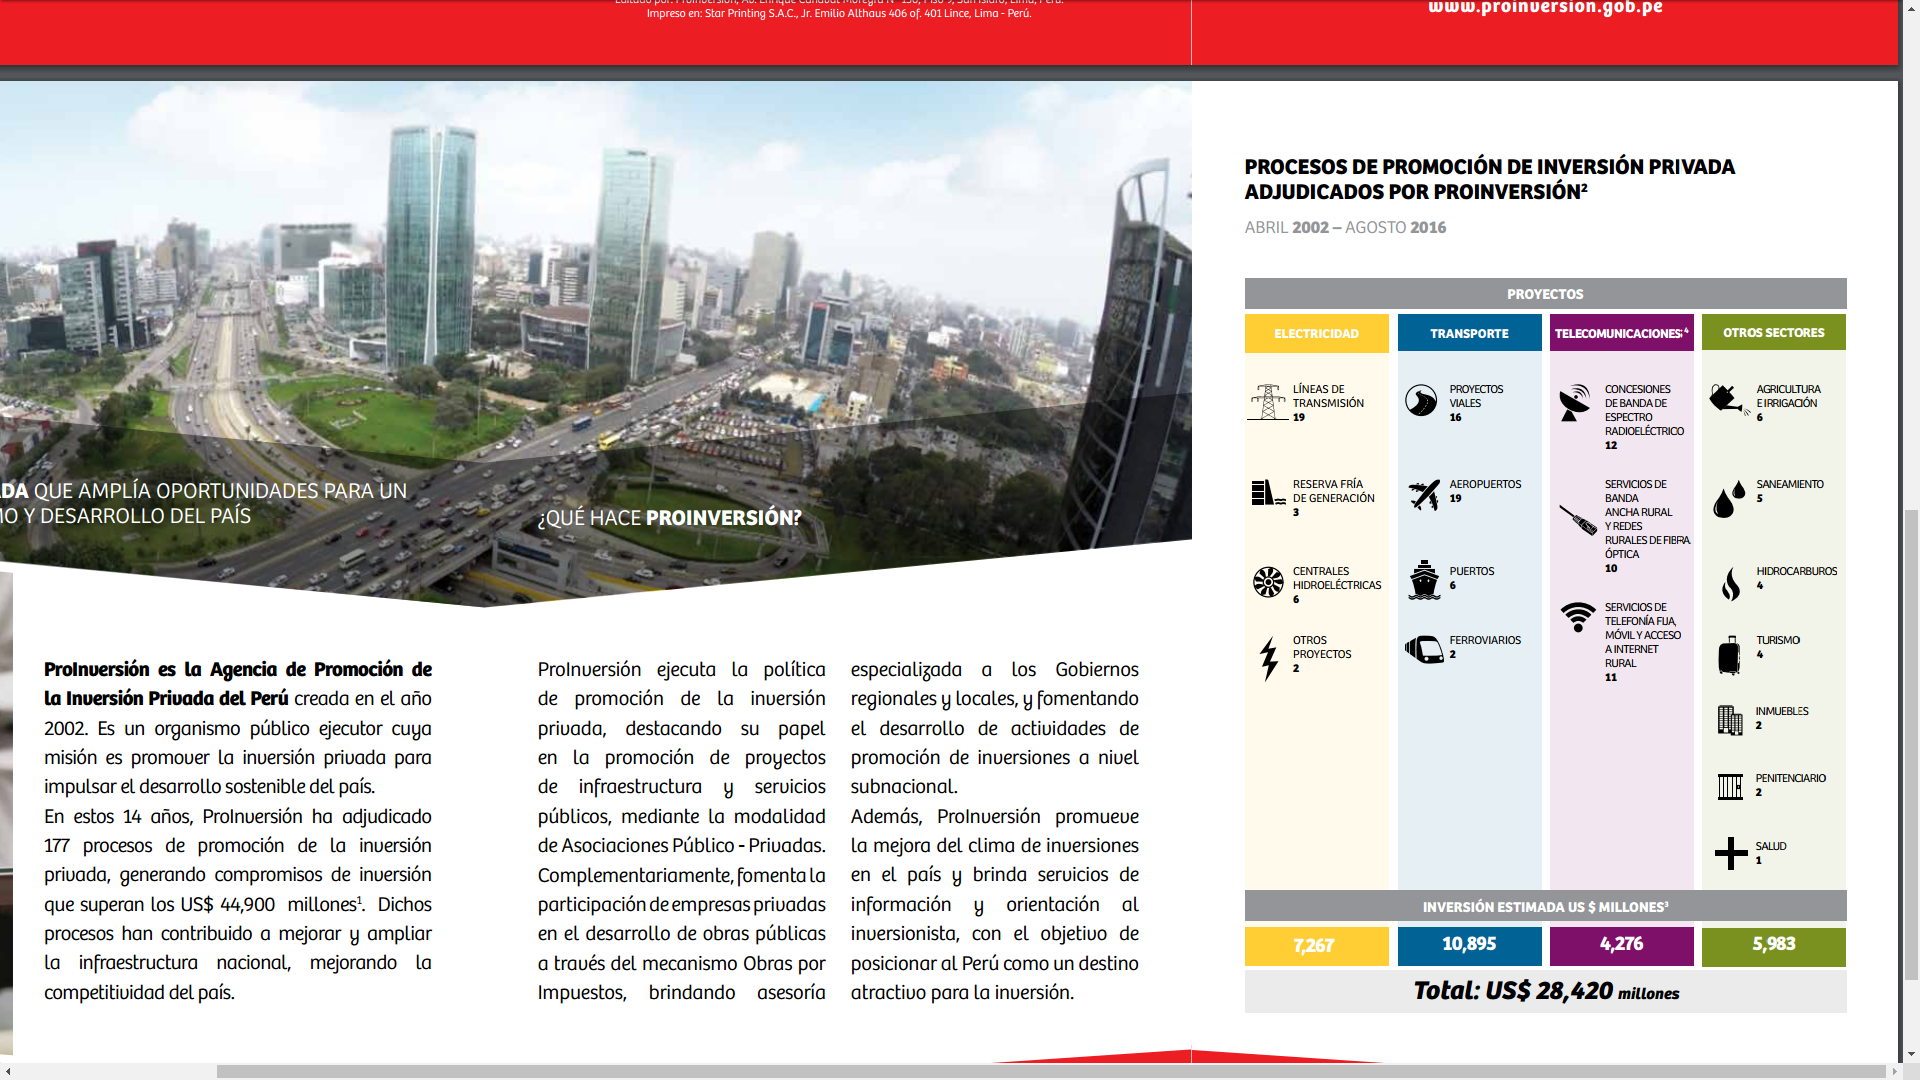 Impreso en: Star Printing S.A.C., Jr. Emilio Althaus 406 of. 401 Lince, Lima - Perú.
www.proinversion.gob.pe
DA QUE AMPLÍA OPORTUNIDADES PARA UN
O Y DESARROLLO DEL PAÍS
¿QUÉ HACE PROINVERSIÓN?
ProInversión es la Agencia de Promoción de
la Inversión Privada del Perú creada en el año
2002. Es un organismo público ejecutor cuya
misión es promover la inversión privada para
impulsar el desarrollo sostenible del país.
En estos 14 años, ProInversión ha adjudicado
177 procesos de promoción de la inversión
privada, generando compromisos de inversión
que superan los US$ 44,900 millones¹. Dichos
procesos han contribuido a mejorar y ampliar
la infraestructura nacional, mejorando la
competitividad del país.
ProInversión ejecuta la política
de promoción de la inversión
privada, destacando su papel
en la promoción de proyectos
de infraestructura y servicios
públicos, mediante la modalidad
de Asociaciones Público - Privadas.
Complementariamente, fomenta la
participación de empresas privadas
en el desarrollo de obras públicas
a través del mecanismo Obras por
Impuestos, brindando asesoría
especializada a los Gobiernos
regionales y locales, y fomentando
el desarrollo de actividades de
promoción de inversiones a nivel
subnacional.
Además, ProInversión promueve
la mejora del clima de inversiones
en el país y brinda servicios de
información y orientación al
inversionista, con el objetivo de
posicionar al Perú como un destino
atractivo para la inversión.
PROCESOS DE PROMOCIÓN DE INVERSIÓN PRIVADA
ADJUDICADOS POR PROINVERSIÓN²
ABRIL 2002 – AGOSTO 2016
PROYECTOS
ELECTRICIDAD
LÍNEAS DE
TRANSMISIÓN
19
RESERVA FRÍA
DE GENERACIÓN
3
CENTRALES
HIDROELÉCTRICAS
6
OTROS
PROYECTOS
2
TRANSPORTE
PROYECTOS
VIALES
16
AEROPUERTOS
19
PUERTOS
6
FERROVIARIOS
2
TELECOMUNICACIONES⁴
CONCESIONES
DE BANDA DE
ESPECTRO
RADIOELÉCTRICO
12
SERVICIOS DE
BANDA
ANCHA RURAL
Y REDES
RURALES DE FIBRA
ÓPTICA
10
SERVICIOS DE
TELEFONÍA FIJA,
MÓVIL Y ACCESO
A INTERNET
RURAL
11
OTROS SECTORES
AGRICULTURA
E IRRIGACIÓN
6
SANEAMIENTO
5
HIDROCARBUROS
4
TURISMO
4
INMUEBLES
2
PENITENCIARIO
2
SALUD
1
INVERSIÓN ESTIMADA US $ MILLONES³
7,267
10,895
4,276
5,983
Total: US$ 28,420 millones